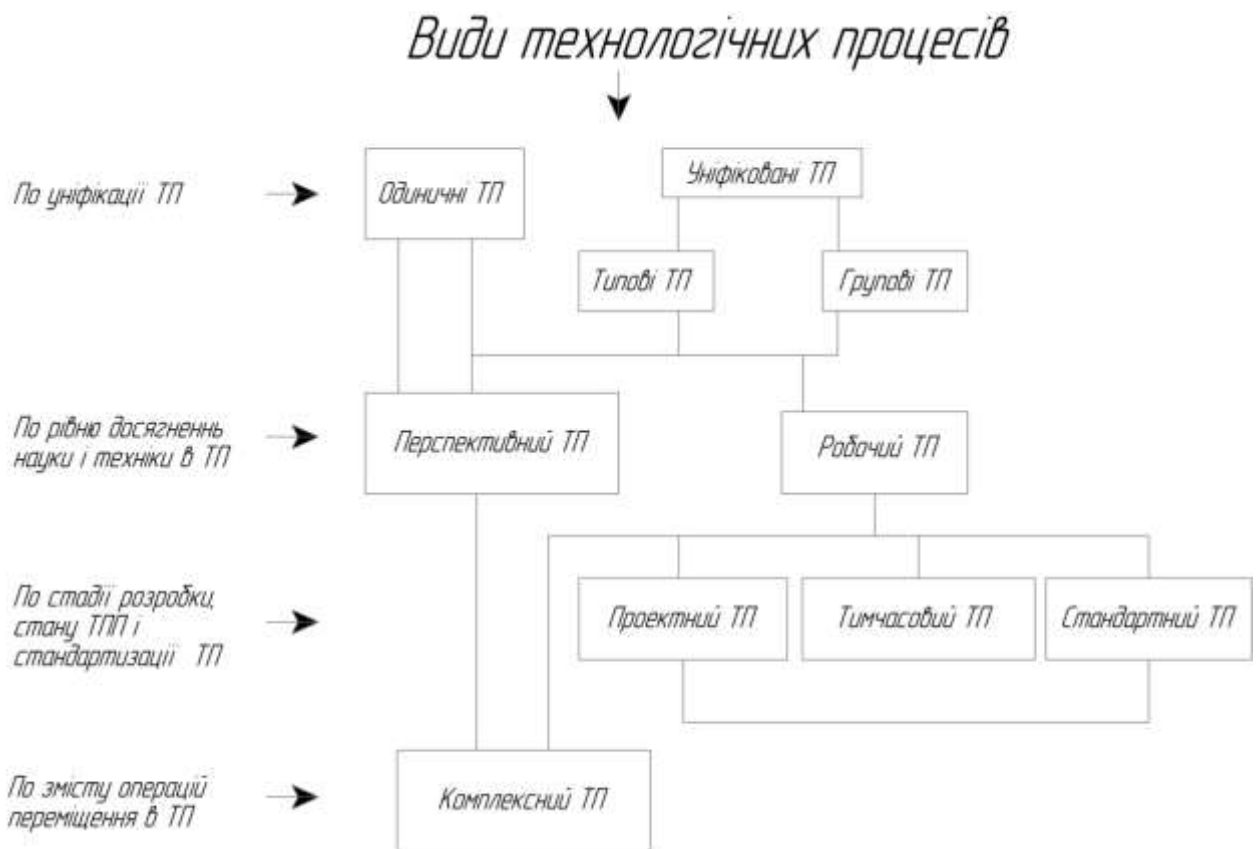 Види технологічних процесів
По уніфікації ТП
Одиничні ТП
Уніфіковані ТП
Типові ТП
Групові ТП
По рівню досягненнь
науки і техніки в ТП
Перспективний ТП
Робочий ТП
По стадії розробки,
стану ТПП і
стандартизації ТП
Проектний ТП
Тимчасовий ТП
Стандартний ТП
По змісту операцій
переміщення в ТП
Комплексний ТП